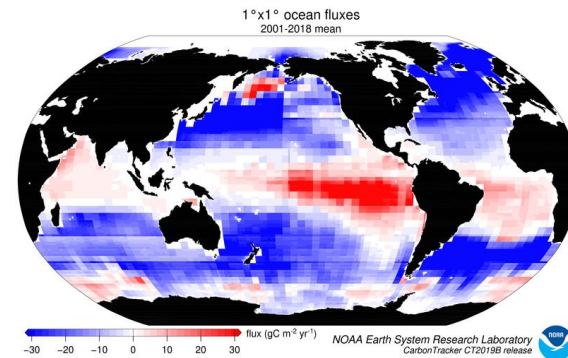 1°x1° ocean fluxes
2001-2018 mean
−30 −20 −10 0 10 20 30
flux (gC m⁻² yr⁻¹)
NOAA Earth System Research Laboratory
CarbonTracker CT2019B release
NOAA